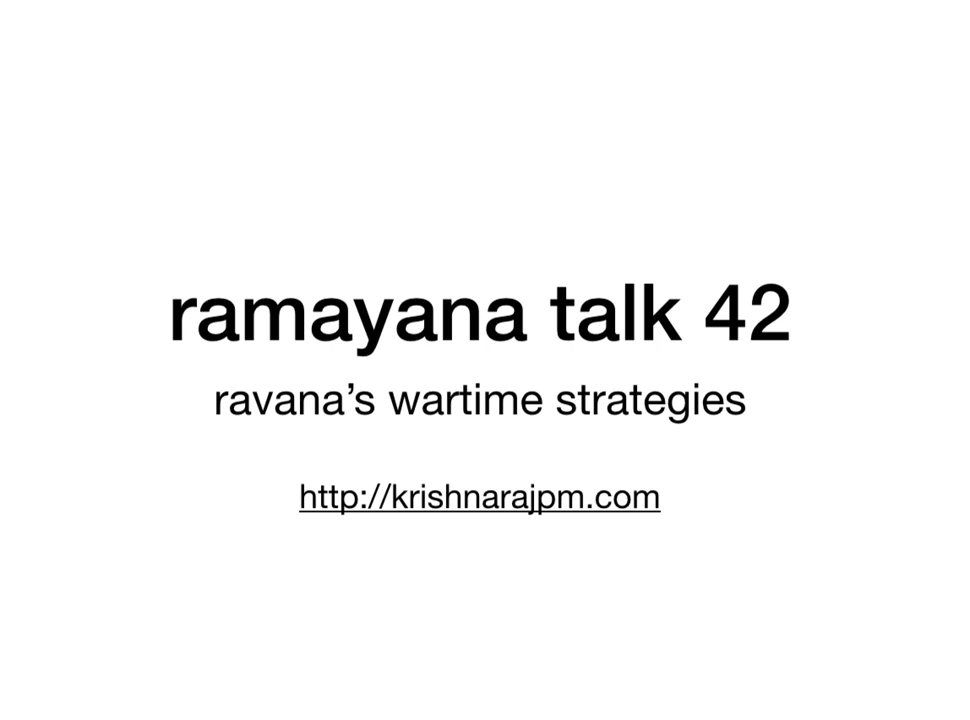 ramayana talk 42
ravana’s wartime strategies
http://krishnarajpm.com